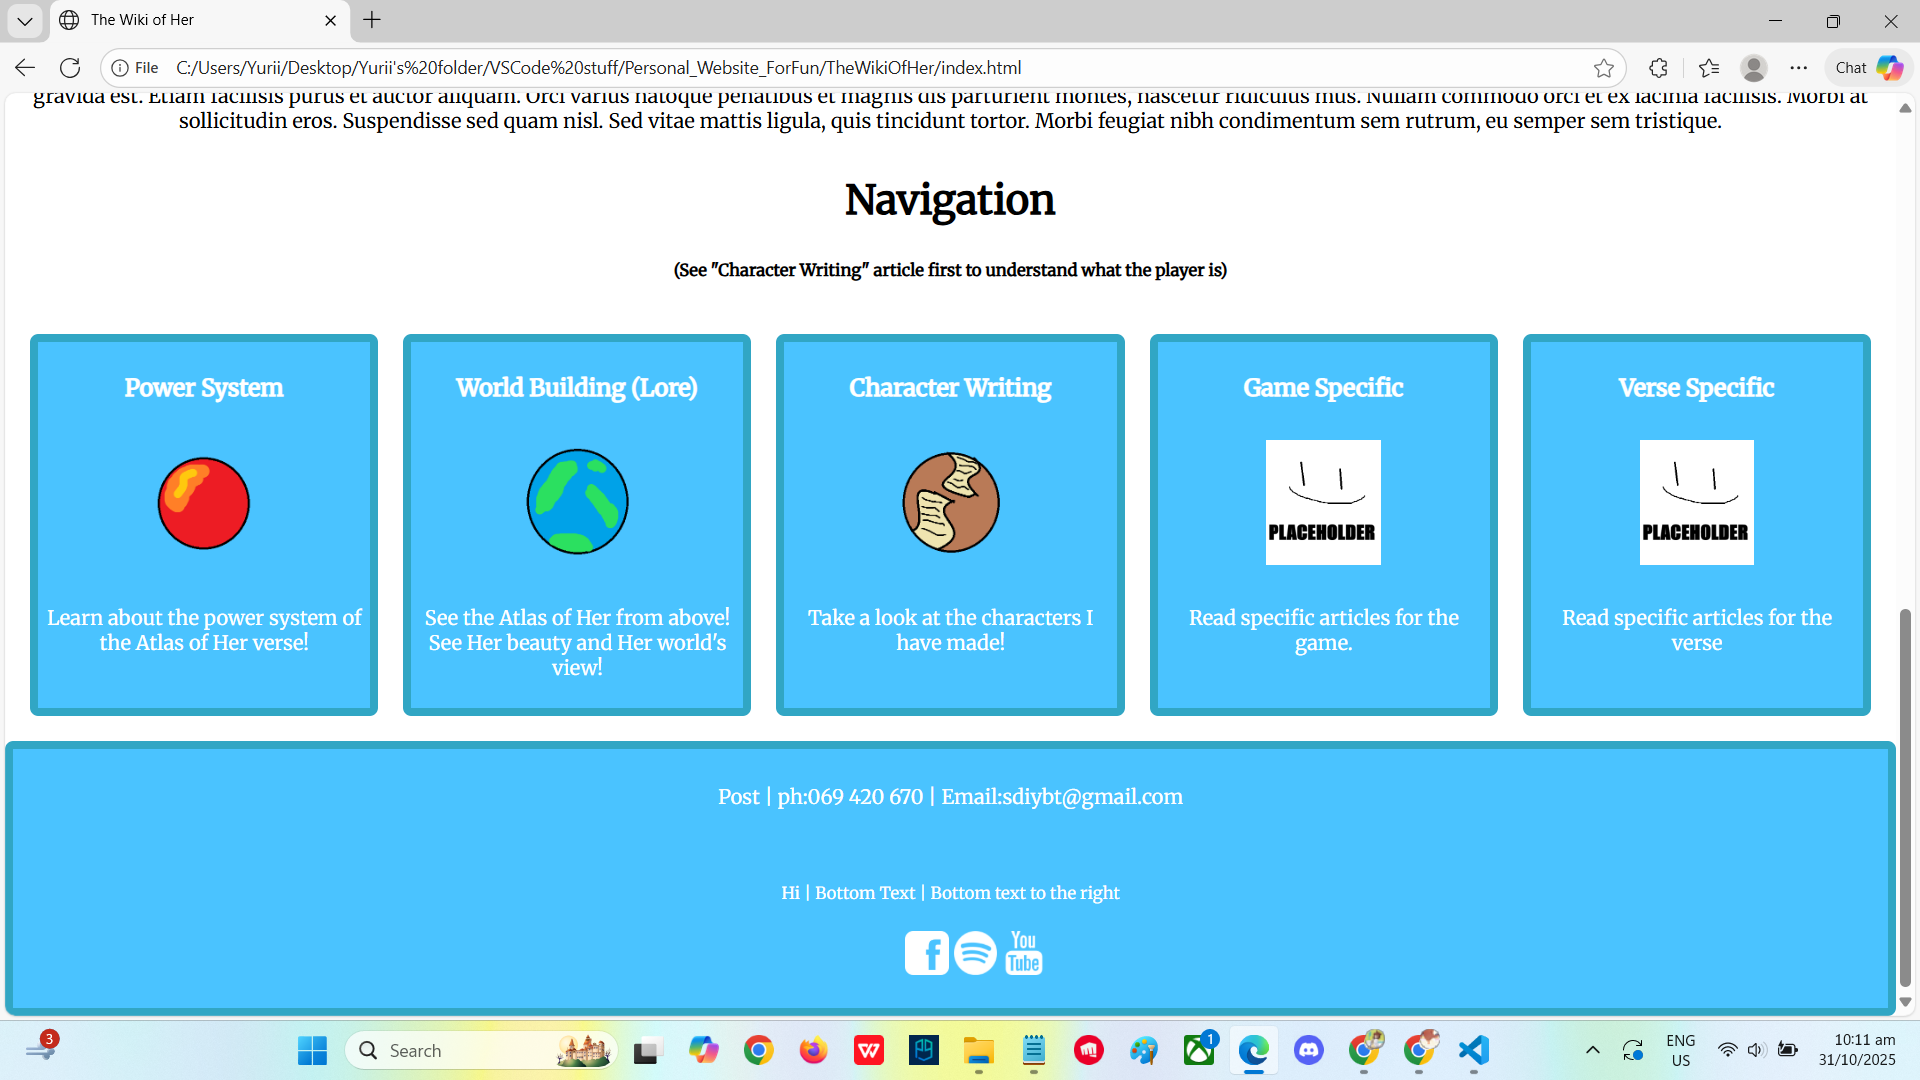 The Wiki of Her
File
C:/Users/Yurii/Desktop/Yurii's%20folder/VSCode%20stuff/Personal_Website_ForFun/TheWikiOfHer/index.html
Chat
gravida est. Etiam facilisis purus et auctor aliquam. Orci varius natoque penatibus et magnis dis parturient montes, nascetur ridiculus mus. Nullam commodo orci et ex lacinia facilisis. Morbi at
sollicitudin eros. Suspendisse sed quam nisl. Sed vitae mattis ligula, quis tincidunt tortor. Morbi feugiat nibh condimentum sem rutrum, eu semper sem tristique.
Navigation
(See "Character Writing" article first to understand what the player is)
Power System
Learn about the power system of
the Atlas of Her verse!
World Building (Lore)
See the Atlas of Her from above!
See Her beauty and Her world's
view!
Character Writing
Take a look at the characters I
have made!
Game Specific
PLACEHOLDER
Read specific articles for the
game.
Verse Specific
PLACEHOLDER
Read specific articles for the
verse
Post | ph:069 420 670 | Email:sdiybt@gmail.com
Hi | Bottom Text | Bottom text to the right
f
You
Tube
3
Search
1
ENG
US
10:11 am
31/10/2025